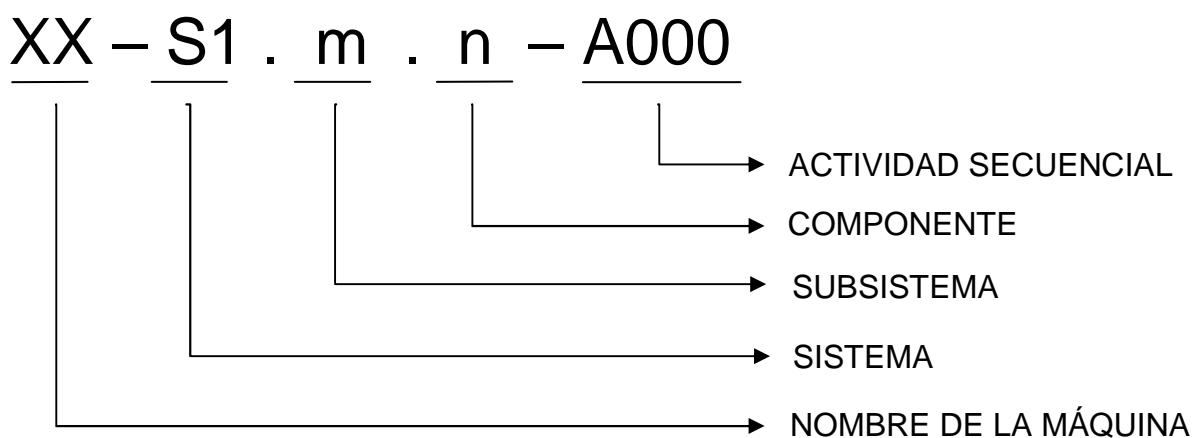 XX – S1 . m . n – A000
ACTIVIDAD SECUENCIAL
COMPONENTE
SUBSISTEMA
SISTEMA
NOMBRE DE LA MÁQUINA